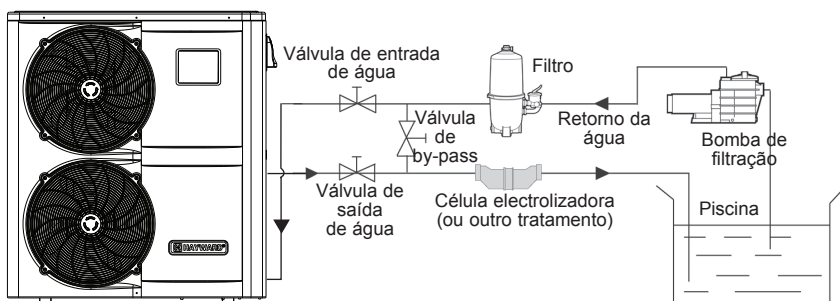 Válvula de entrada
de água
Filtro
Válvula
de
by-pass
Retorno da
água
Bomba de
filtração
Válvula de
saída
de água
Célula electrolizadora
(ou outro tratamento)
Piscina
HAYWARD®